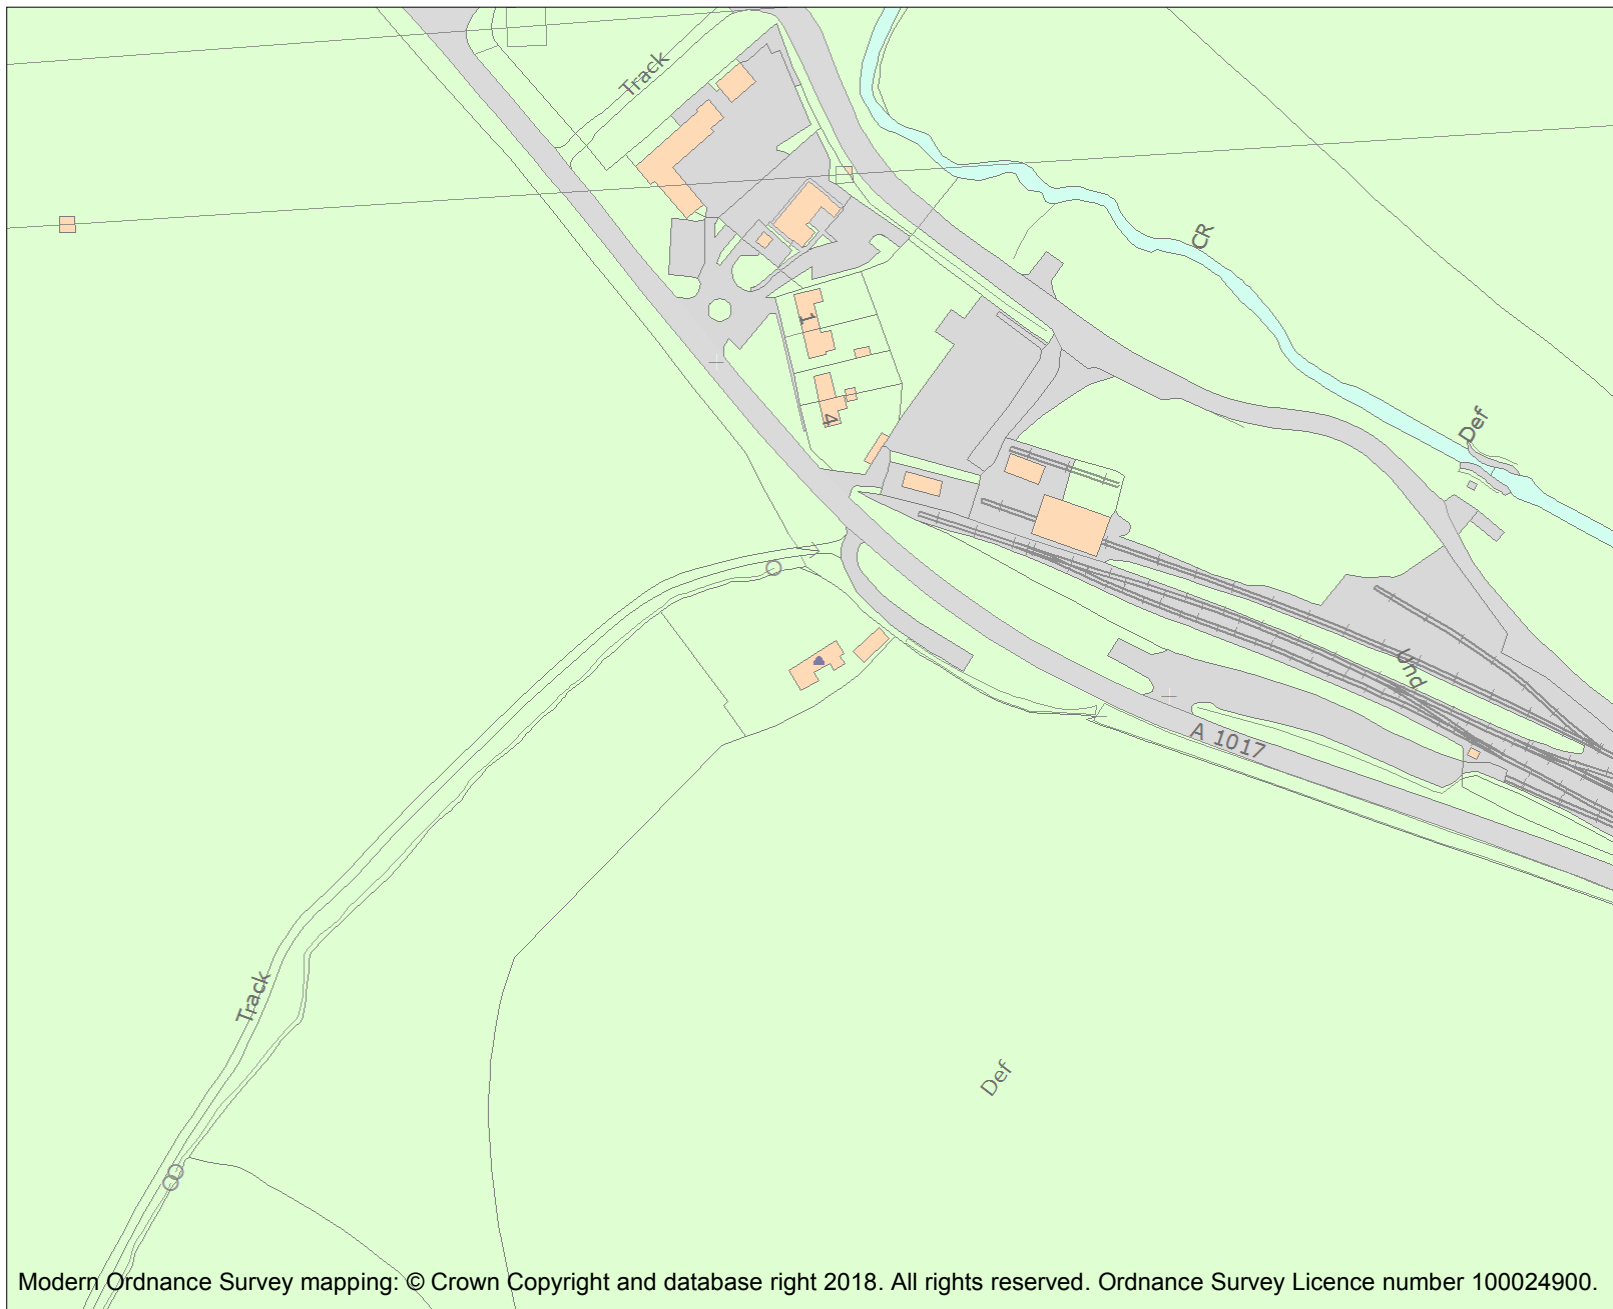 Track
CR
1
4
Def
Und
A 1017
Track
Def
Modern Ordnance Survey mapping: © Crown Copyright and database right 2018. All rights reserved. Ordnance Survey Licence number 100024900.